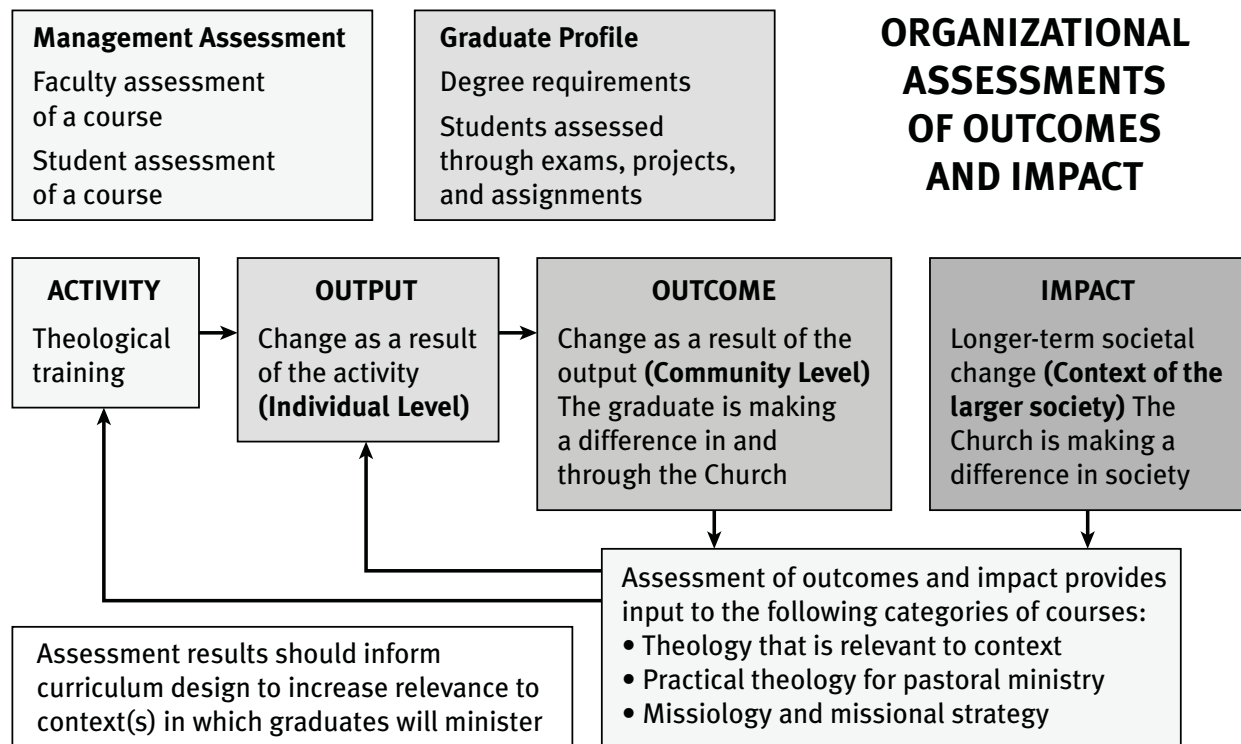 Management Assessment
Faculty assessment
of a course
Student assessment
of a course
Graduate Profile
Degree requirements
Students assessed
through exams, projects,
and assignments
ORGANIZATIONAL
ASSESSMENTS
OF OUTCOMES
AND IMPACT
ACTIVITY
Theological
training
OUTPUT
Change as a result
of the activity
(Individual Level)
OUTCOME
Change as a result of the
output (Community Level)
The graduate is making
a difference in and
through the Church
IMPACT
Longer-term societal
change (Context of the
larger society) The
Church is making a
difference in society
Assessment of outcomes and impact provides
input to the following categories of courses:
• Theology that is relevant to context
• Practical theology for pastoral ministry
• Missiology and missional strategy
Assessment results should inform
curriculum design to increase relevance to
context(s) in which graduates will minister